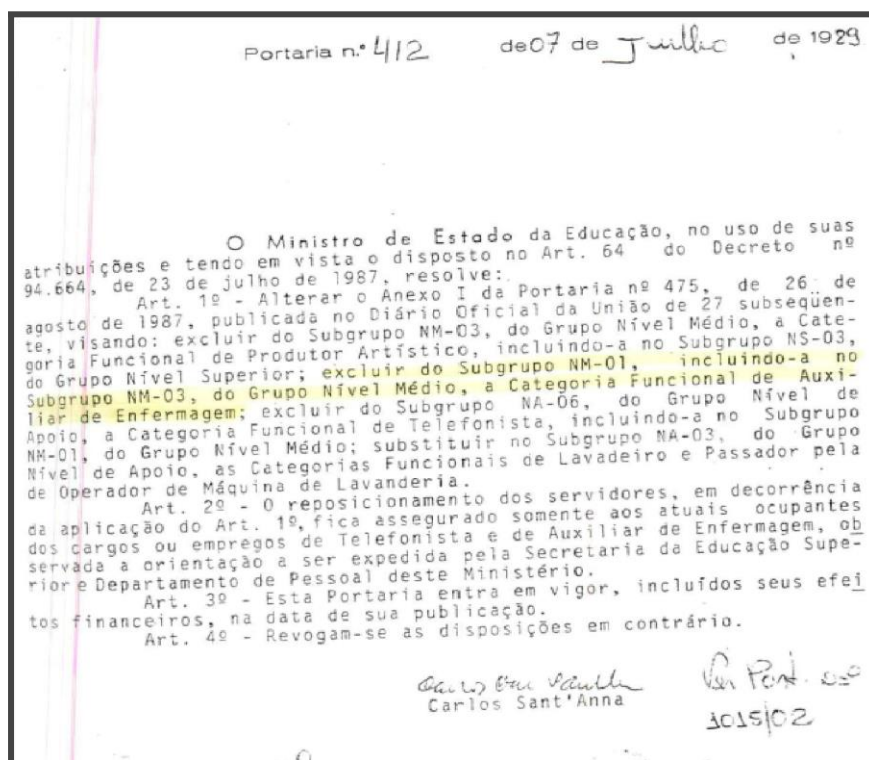 Portaria n.º 412 de 07 de Julho de 1929
O Ministro de Estado da Educação, no uso de suas
atribuições e tendo em vista o disposto no Art. 64 do Decreto nº
94.664, de 23 de julho de 1987, resolve:
Art. 1º - Alterar o Anexo I da Portaria nº 475, de 26 de
agosto de 1987, publicada no Diário Oficial da União de 27 subseqüen-
te, visando: excluir do Subgrupo NM-03, do Grupo Nível Médio, a Cate-
goria Funcional de Produtor Artístico, incluindo-a no Subgrupo NS-03,
do Grupo Nível Superior; excluir do Subgrupo NM-01, incluindo-a no
Subgrupo NM-03, do Grupo Nível Médio, a Categoria Funcional de Auxi-
liar de Enfermagem; excluir do Subgrupo NA-06, do Grupo Nível de
Apoio, a Categoria Funcional de Telefonista, incluindo-a no Subgrupo
NM-01, do Grupo Nível Médio; substituir no Subgrupo NA-03, do Grupo
Nível de Apoio, as Categorias Funcionais de Lavadeiro e Passador pela
de Operador de Máquina de Lavanderia.
Art. 2º - O reposicionamento dos servidores, em decorrência
da aplicação do Art. 1º, fica assegurado somente aos atuais ocupantes
dos cargos ou empregos de Telefonista e de Auxiliar de Enfermagem, ob
servada a orientação a ser expedida pela Secretaria da Educação Supe-
rior e Departamento de Pessoal deste Ministério.
Art. 3º - Esta Portaria entra em vigor, incluídos seus efei
tos financeiros, na data de sua publicação.
Art. 4º - Revogam-se as disposições em contrário.
Carlos Sant'Anna
Ver Port. nº
1015/02